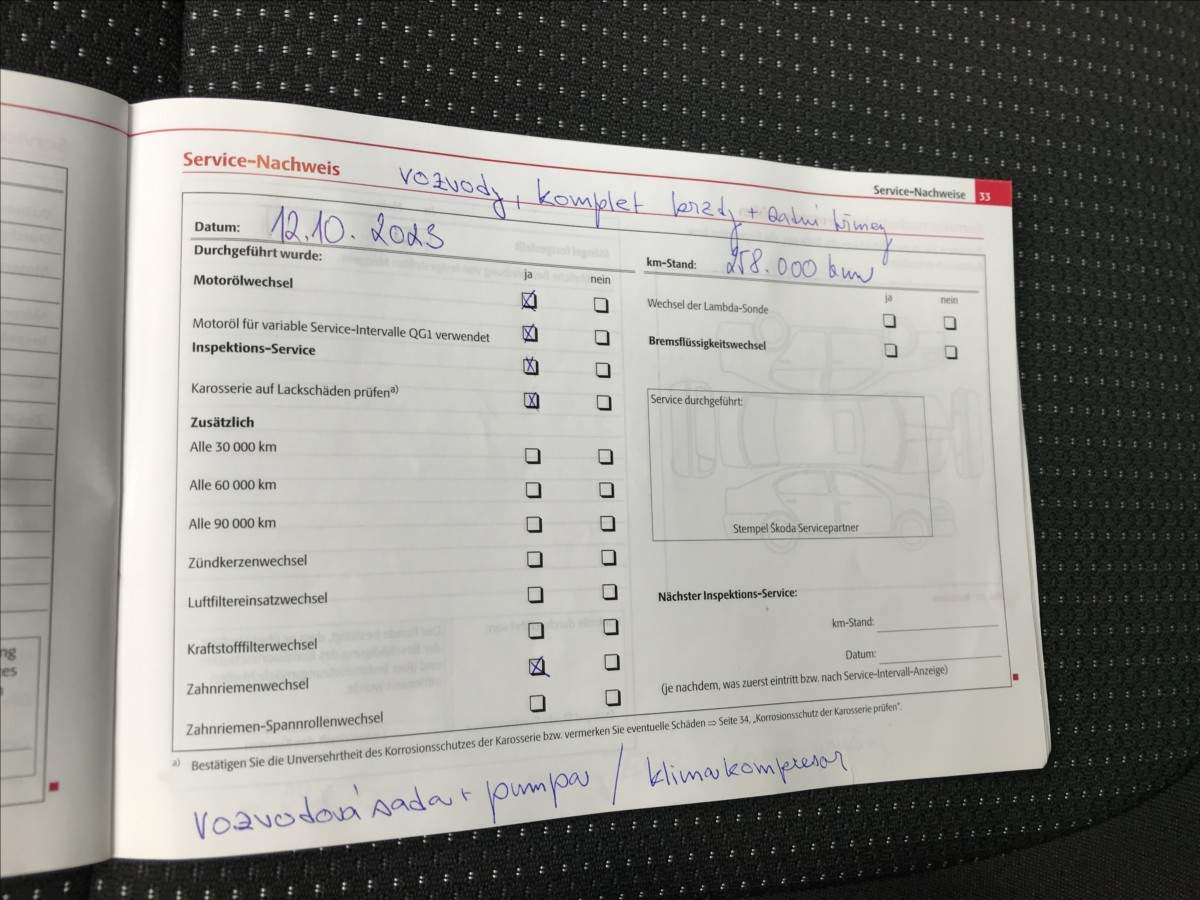 Service-Nachweise 33
Service-Nachweis
vozvody, komplet brzdy + zadní tlmey
Datum: 12.10.2023
Durchgeführt wurde:
ja nein
Motorölwechsel
Motoröl für variable Service-Intervalle QG1 verwendet
Inspektions-Service
Karosserie auf Lackschäden prüfen a)
Zusätzlich
Alle 30 000 km
Alle 60 000 km
Alle 90 000 km
Zündkerzenwechsel
Luftfiltereinsatzwechsel
Kraftstofffilterwechsel
Zahnriemenwechsel
Zahnriemen-Spannrollenwechsel
km-Stand: 258.000 km
ja nein
Wechsel der Lambda-Sonde
Bremsflüssigkeitswechsel
Service durchgeführt:
Stempel Škoda Servicepartner
Nächster Inspektions-Service:
km-Stand:
Datum:
(je nachdem, was zuerst eintritt bzw. nach Service-Intervall-Anzeige)
a) Bestätigen Sie die Unversehrtheit des Korrosionsschutzes der Karosserie bzw. vermerken Sie eventuelle Schäden ⇒ Seite 34, „Korrosionsschutz der Karosserie prüfen“.
vozvodová sada + pumpa / klimakompresor
ng
es